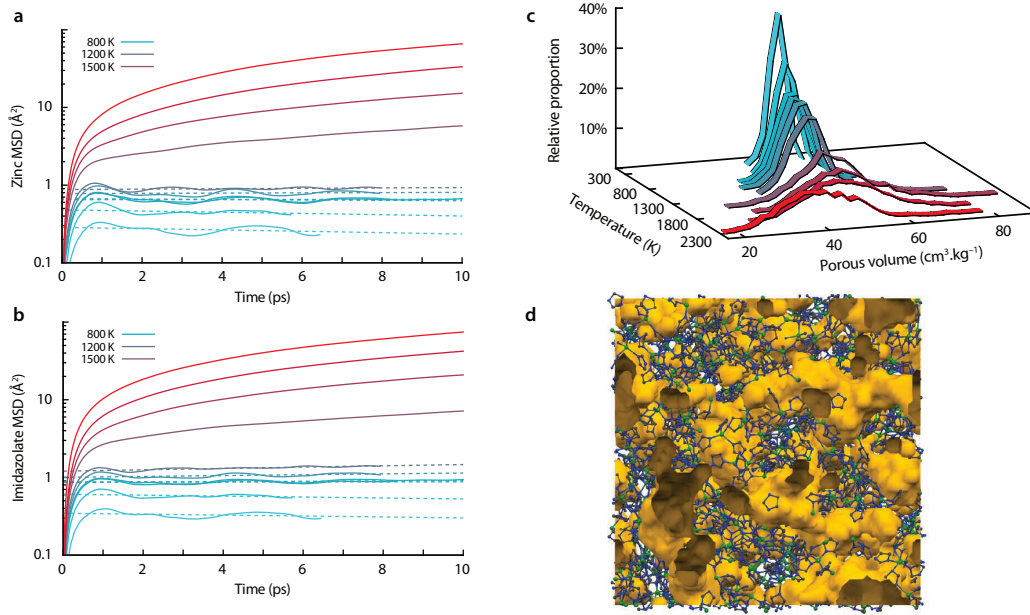 a
800 K
1200 K
1500 K
Zinc MSD (Å²)
10
1
0.1
0 2 4 6 8 10
Time (ps)
b
800 K
1200 K
1500 K
Imidazolate MSD (Å²)
10
1
0.1
0 2 4 6 8 10
Time (ps)
c
40%
30%
20%
10%
Relative proportion
300
800
1300
1800
2300
Temperature (K)
20 40 60 80
Porous volume (cm³.kg⁻¹)
d